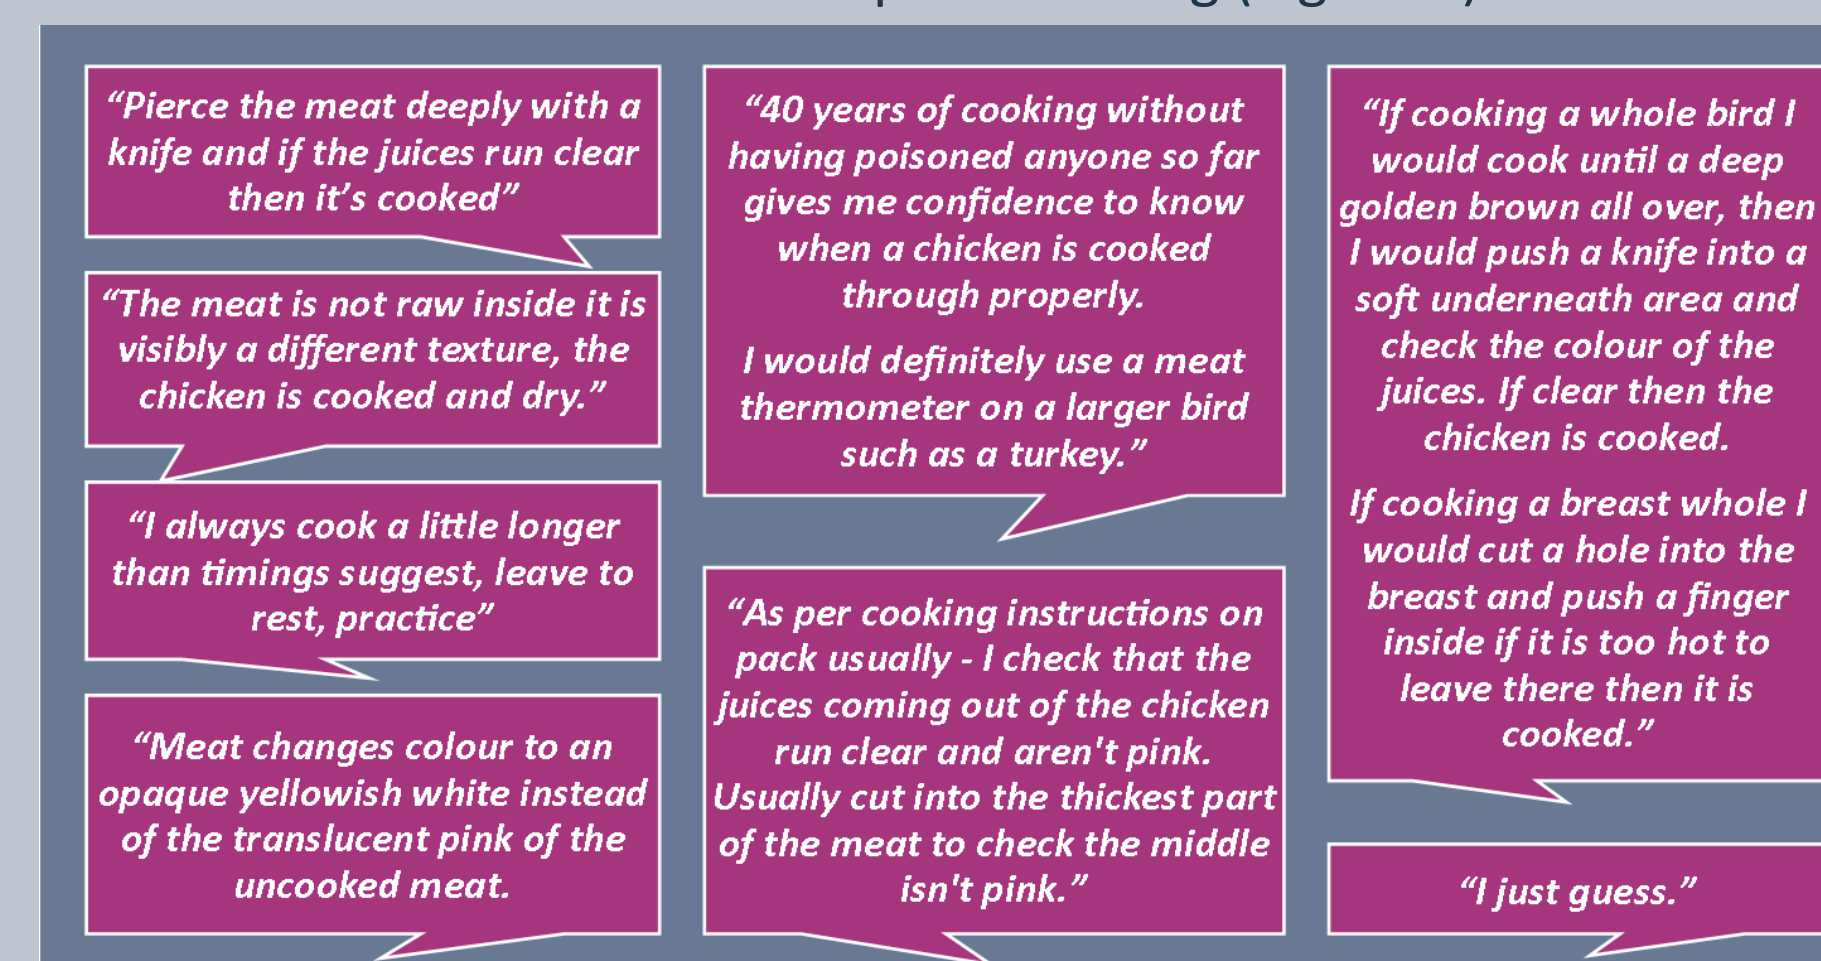 “Pierce the meat deeply with a
knife and if the juices run clear
then it’s cooked”
“The meat is not raw inside it is
visibly a different texture, the
chicken is cooked and dry.”
“I always cook a little longer
than timings suggest, leave to
rest, practice”
“Meat changes colour to an
opaque yellowish white instead
of the translucent pink of the
uncooked meat.
“40 years of cooking without
having poisoned anyone so far
gives me confidence to know
when a chicken is cooked
through properly.
I would definitely use a meat
thermometer on a larger bird
such as a turkey.”
“As per cooking instructions on
pack usually - I check that the
juices coming out of the chicken
run clear and aren't pink.
Usually cut into the thickest part
of the meat to check the middle
isn't pink.”
“If cooking a whole bird I
would cook until a deep
golden brown all over, then
I would push a knife into a
soft underneath area and
check the colour of the
juices. If clear then the
chicken is cooked.
If cooking a breast whole I
would cut a hole into the
breast and push a finger
inside if it is too hot to
leave there then it is
cooked.”
“I just guess.”